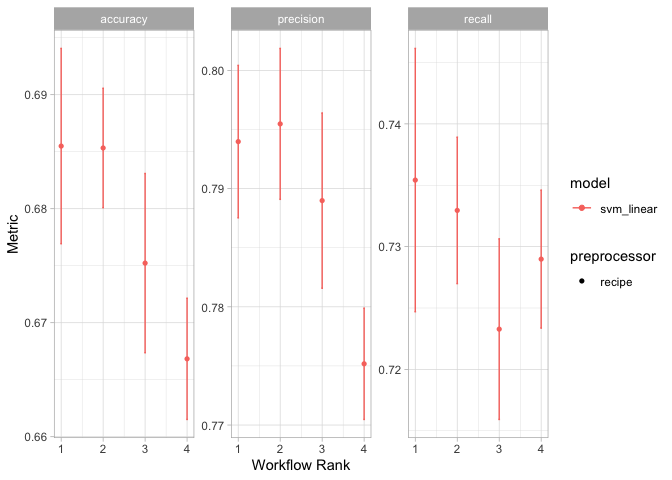 accuracy
precision
recall
Metric
0.69
0.68
0.67
0.66
0.80
0.79
0.78
0.77
0.74
0.73
0.72
1 2 3 4
1 2 3 4
1 2 3 4
Workflow Rank
model
svm_linear
preprocessor
recipe